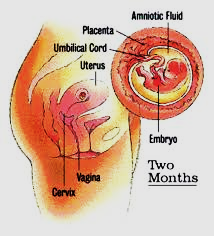 Amniotic Fluid
Placenta
Umbilical Cord
Uterus
Embryo
Two
Months
Vagina
Cervix